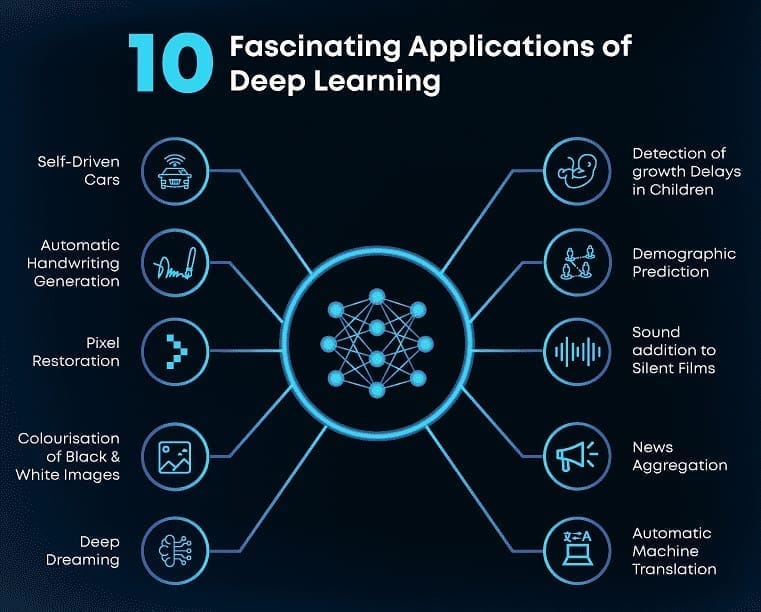 10
Fascinating Applications of
Deep Learning
Self-Driven
Cars
Automatic
Handwriting
Generation
Pixel
Restoration
Colourisation
of Black &
White Images
Deep
Dreaming
Detection of
growth Delays
in Children
Demographic
Prediction
Sound
addition to
Silent Films
News
Aggregation
文⇄A
Automatic
Machine
Translation